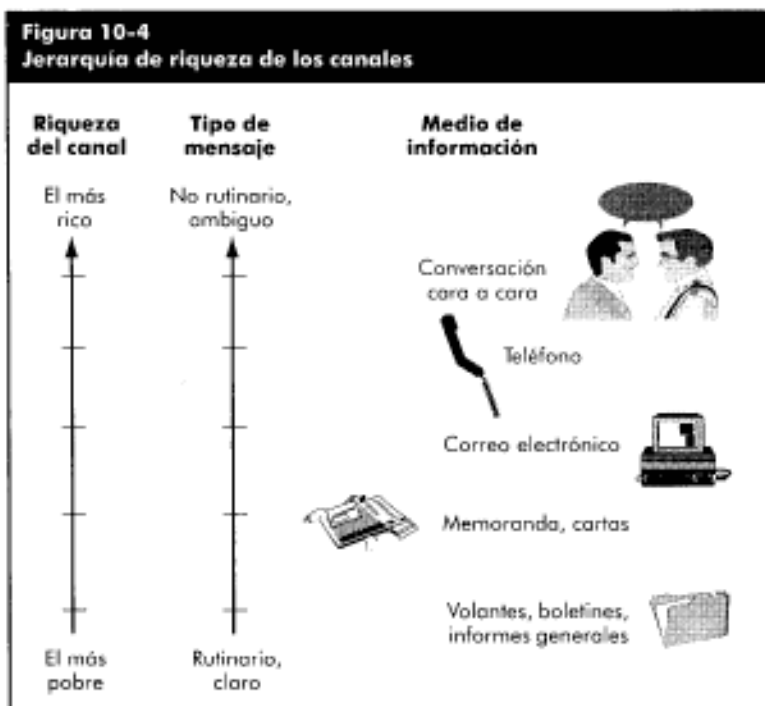 Figura 10-4
Jerarquía de riqueza de los canales
Riqueza
del canal
Tipo de
mensaje
Medio de
información
El más
rico
No rutinario,
ambiguo
Conversación
cara a cara
Teléfono
Correo electrónico
Memoranda, cartas
Volantes, boletines,
informes generales
El más
pobre
Rutinario,
claro